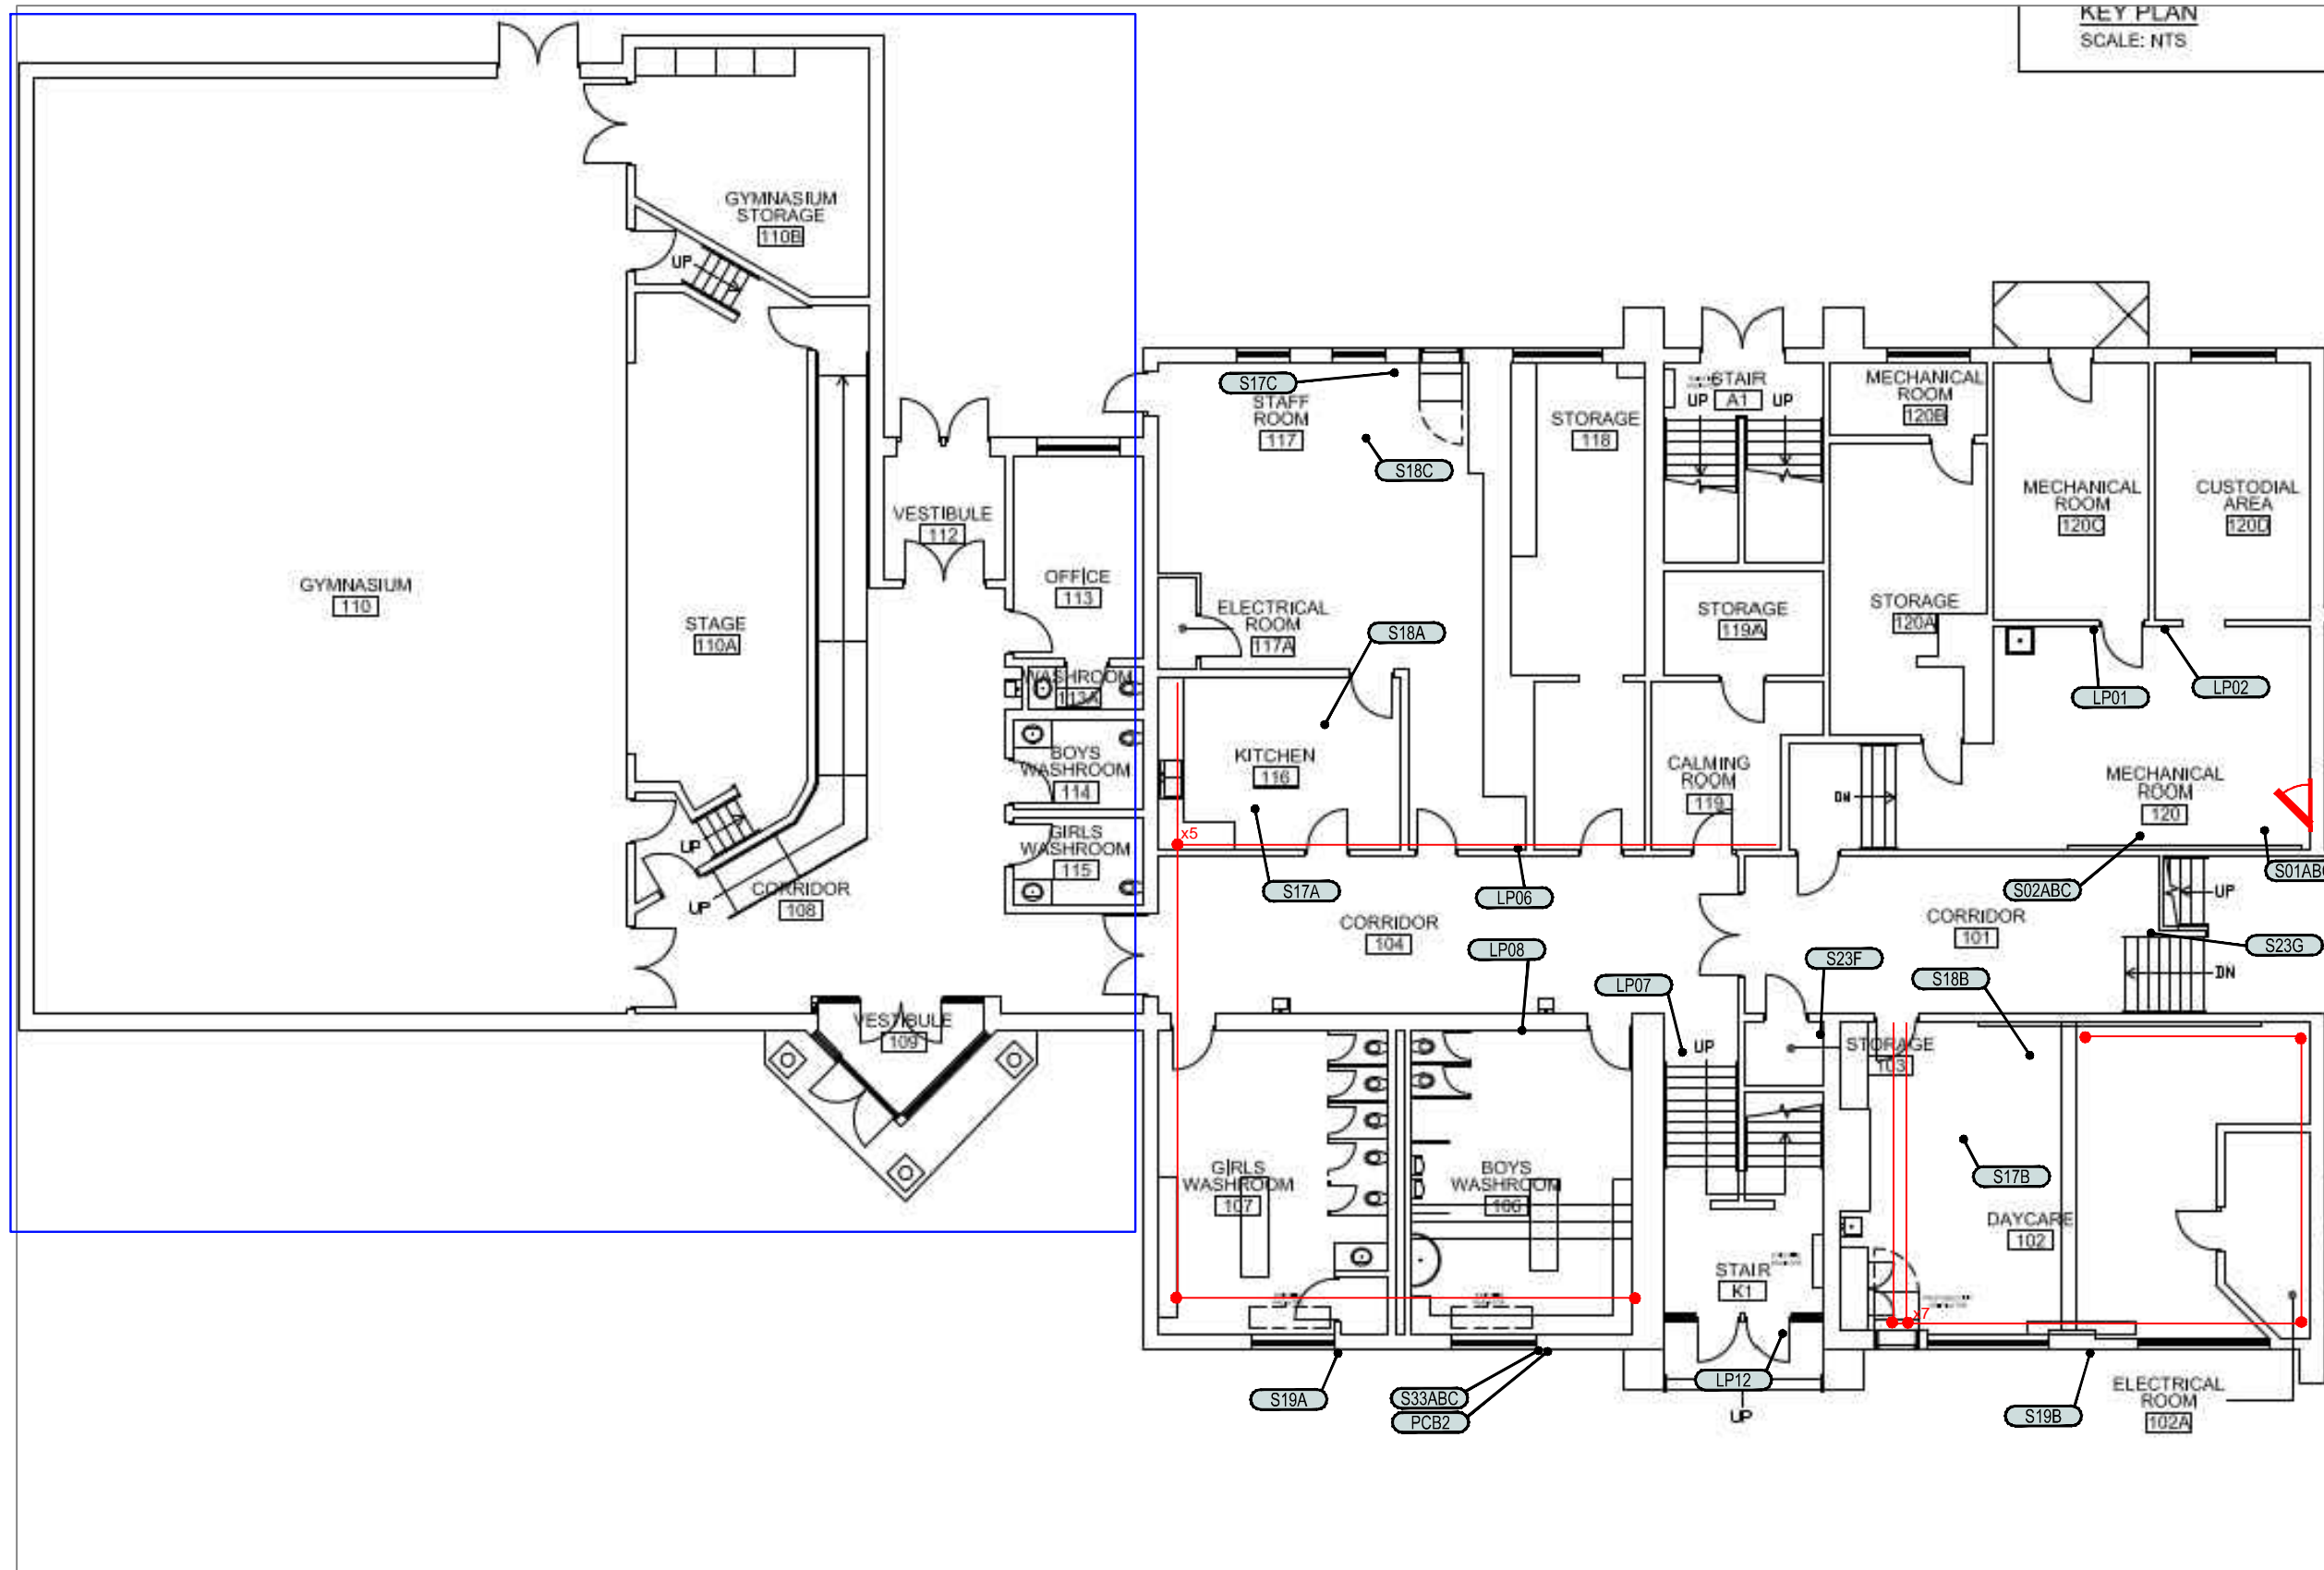 KEY PLAN
SCALE: NTS
GYMNASIUM
STORAGE
110B
UP
GYMNASIUM
110
STAGE
110A
UP
CORRIDOR
108
UP
VESTIBULE
112
OFFICE
113
WASHROOM
113A
BOYS
WASHROOM
114
GIRLS
WASHROOM
115
VESTIBULE
109
S17C
STAFF
ROOM
117
S18C
ELECTRICAL
ROOM
117A
S18A
KITCHEN
116
x5
S17A
STORAGE
118
STAIR
A1
UP
UP
STORAGE
119A
CALMING
ROOM
119
MECHANICAL
ROOM
120B
STORAGE
120A
MECHANICAL
ROOM
120C
CUSTODIAL
AREA
120D
LP01
LP02
DN
MECHANICAL
ROOM
120
S02ABC
S01AB
LP06
CORRIDOR
104
LP08
LP07
CORRIDOR
101
UP
S23G
DN
S23F
S18B
UP
STORAGE
103
S17B
DAYCARE
102
GIRLS
WASHROOM
107
BOYS
WASHROOM
106
STAIR
K1
x7
S19A
S33ABC
PCB2
LP12
UP
S19B
ELECTRICAL
ROOM
102A